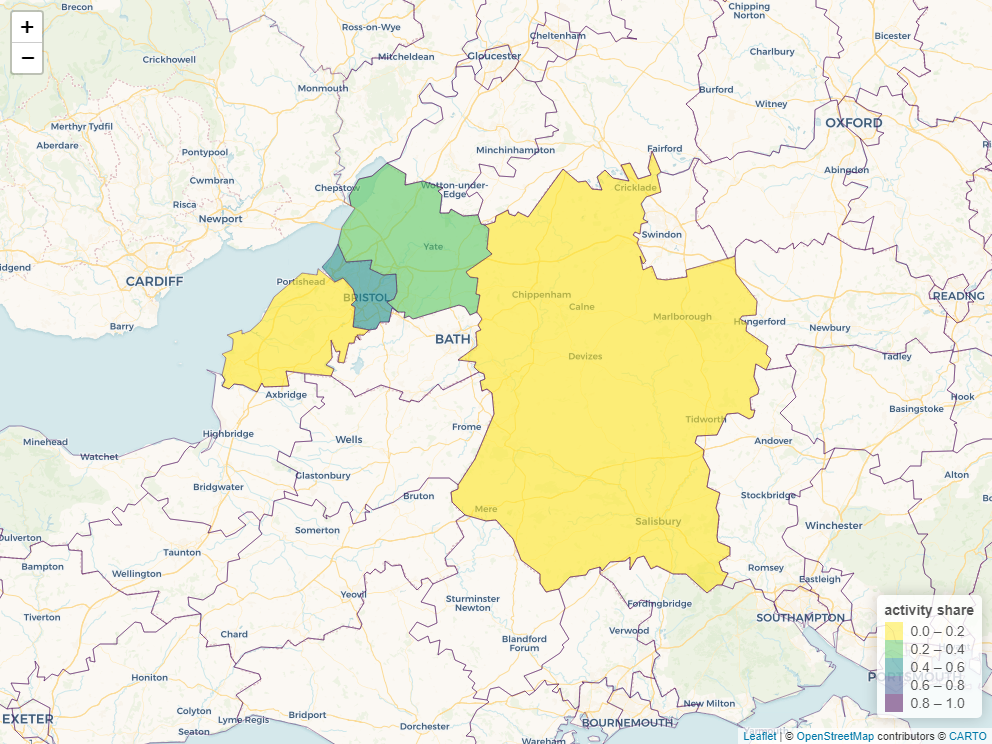 Brecon
Chipping
Norton
+
Ross-on-Wye
Cheltenham
Bicester
−
Crickhowell
Mitcheldean
Gloucester
Charlbury
Monmouth
Burford
Witney
Merthyr Tydfil
OXFORD
Aberdare
Pontypool
Minchinhampton
Fairford
Abingdon
Cwmbran
Chepstow
Wotton-under-
Edge
Cricklade
Risca
Newport
Swindon
Yate
CARDIFF
Portishead
BRISTOL
Chippenham
Calne
READING
Marlborough
Hungerford
Newbury
Barry
BATH
Devizes
Tadley
Axbridge
Hook
Basingstoke
Tidworth
Frome
Highbridge
Wells
Andover
Minehead
Watchet
Glastonbury
Alton
Bridgwater
Bruton
Stockbridge
Mere
Salisbury
Winchester
Somerton
Dulverton
Taunton
Bampton
Wellington
Romsey
Eastleigh
Yeovil
Sturminster
Newton
Fordingbridge
Tiverton
SOUTHAMPTON
Chard
Blandford
Forum
Verwood
Honiton
activity share
0.0 – 0.2
0.2 – 0.4
0.4 – 0.6
0.6 – 0.8
0.8 – 1.0
PORTSMOUTH
New Milton
Colyton
Lyme Regis
Bridport
EXETER
Seaton
Dorchester
BOURNEMOUTH
Wareham
Leaflet | © OpenStreetMap contributors © CARTO